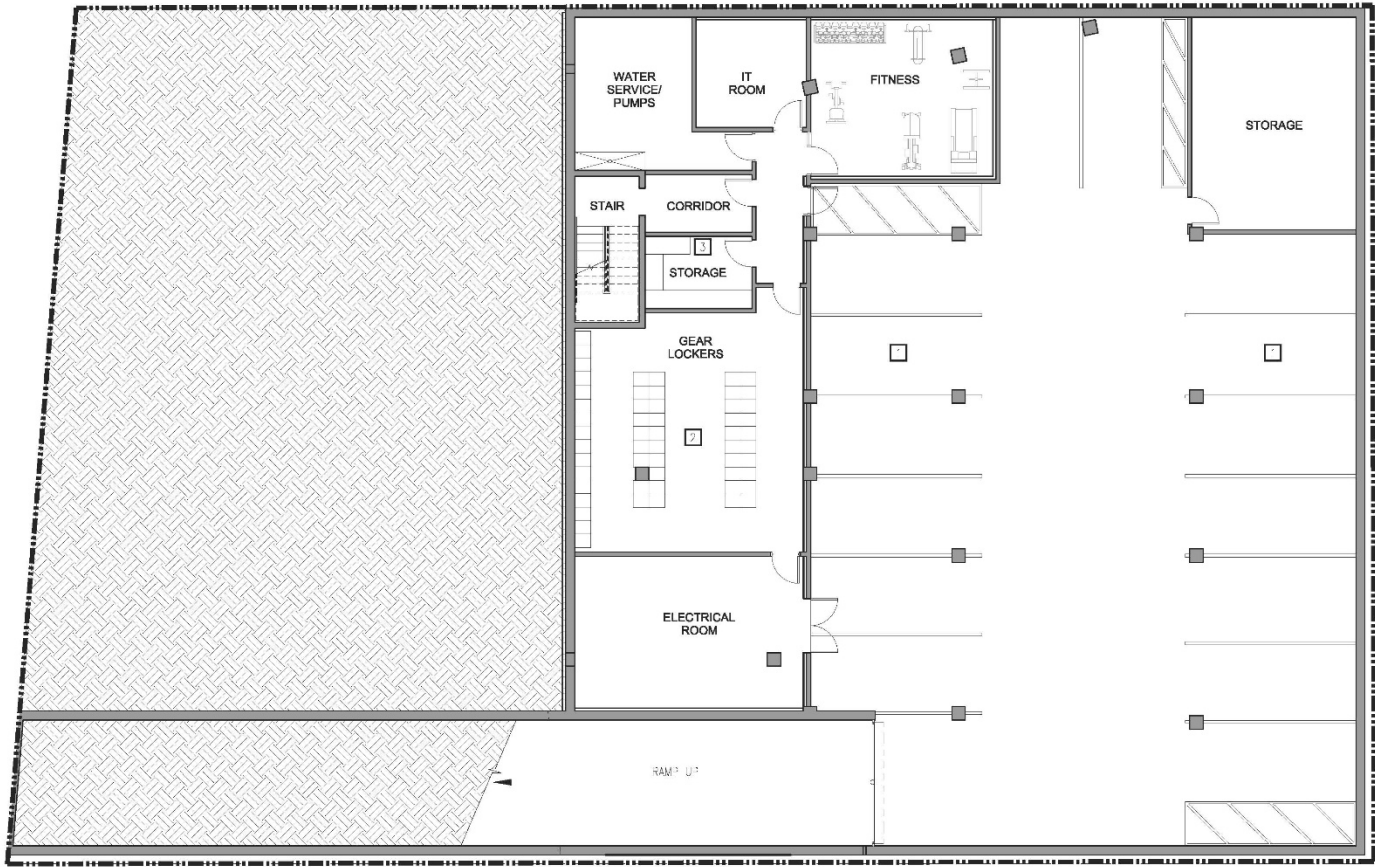 WATER
SERVICE/
PUMPS
IT
ROOM
FITNESS
STORAGE
STAIR
CORRIDOR
3
STORAGE
GEAR
LOCKERS
2
ELECTRICAL
ROOM
RAMP UP